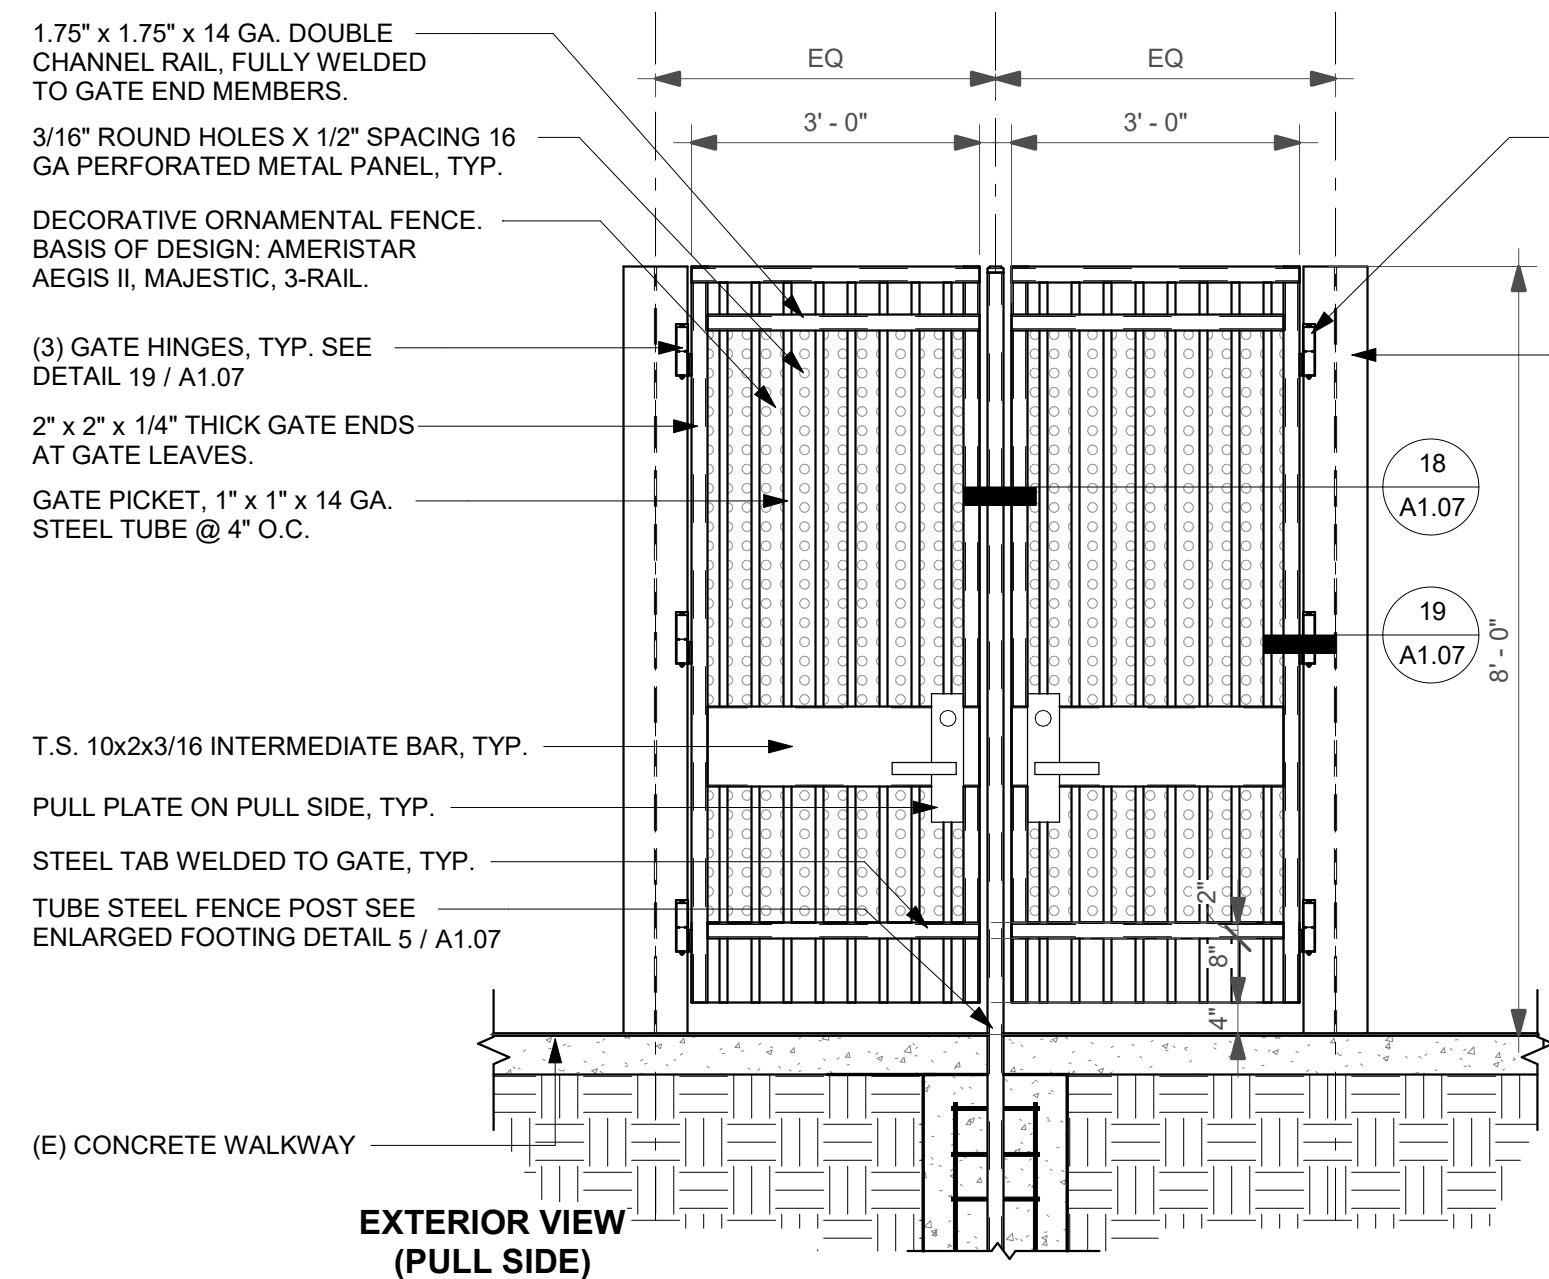 1.75" x 1.75" x 14 GA. DOUBLE
CHANNEL RAIL, FULLY WELDED
TO GATE END MEMBERS.
3/16" ROUND HOLES X 1/2" SPACING 16
GA PERFORATED METAL PANEL, TYP.
DECORATIVE ORNAMENTAL FENCE.
BASIS OF DESIGN: AMERISTAR
AEGIS II, MAJESTIC, 3-RAIL.
(3) GATE HINGES, TYP. SEE
DETAIL 19 / A1.07
2" x 2" x 1/4" THICK GATE ENDS
AT GATE LEAVES.
GATE PICKET, 1" x 1" x 14 GA.
STEEL TUBE @ 4" O.C.
T.S. 10x2x3/16 INTERMEDIATE BAR, TYP.
PULL PLATE ON PULL SIDE, TYP.
STEEL TAB WELDED TO GATE, TYP.
TUBE STEEL FENCE POST SEE
ENLARGED FOOTING DETAIL 5 / A1.07
(E) CONCRETE WALKWAY
EXTERIOR VIEW
(PULL SIDE)
EQ
EQ
3' - 0"
3' - 0"
18
A1.07
19
A1.07
8' - 0"
2"
8"
4"